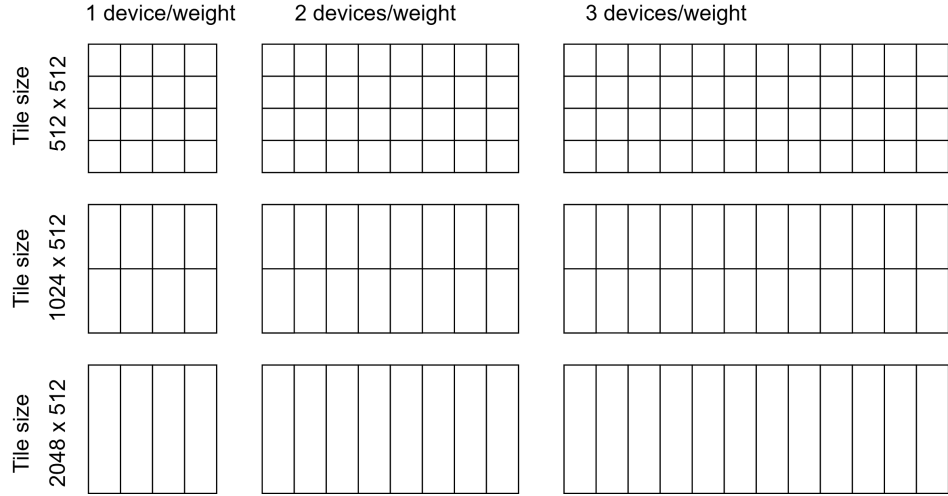 1 device/weight
2 devices/weight
3 devices/weight
Tile size
512 x 512
Tile size
1024 x 512
Tile size
2048 x 512